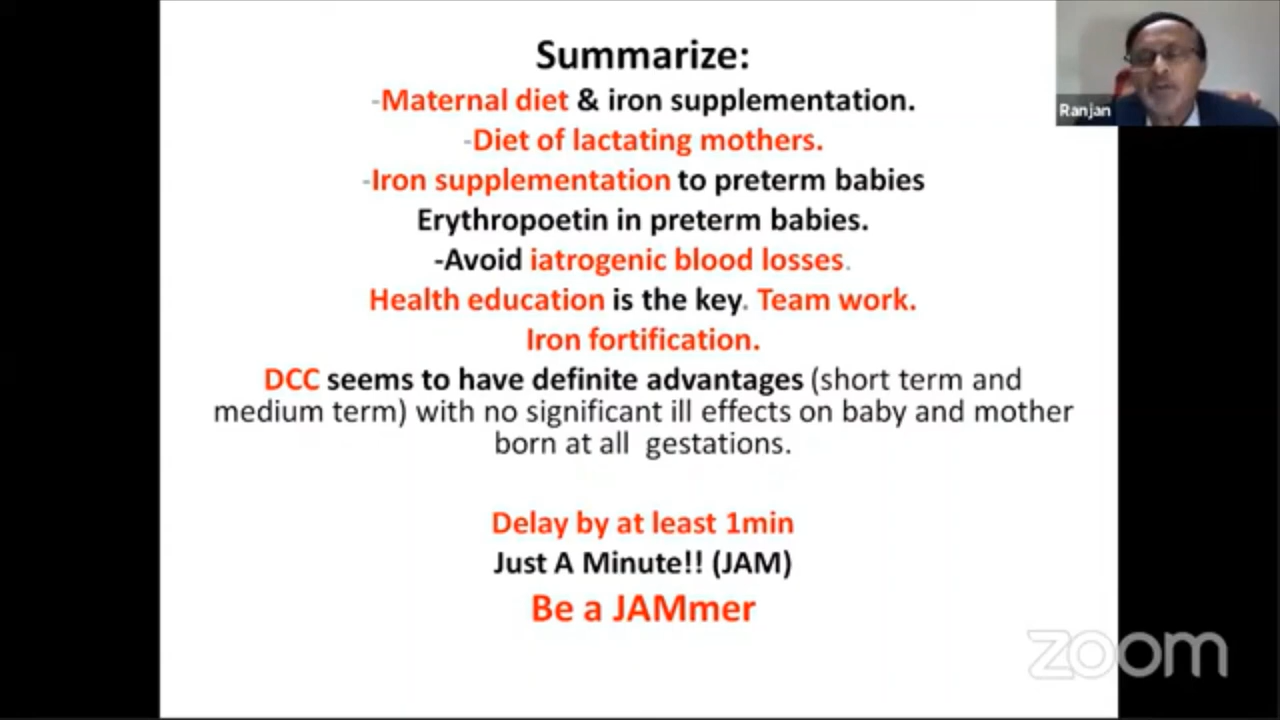 Summarize:
-Maternal diet & iron supplementation.
Ranjan
-Diet of lactating mothers.
-Iron supplementation to preterm babies
Erythropoetin in preterm babies.
-Avoid iatrogenic blood losses.
Health education is the key. Team work.
Iron fortification.
DCC seems to have definite advantages (short term and
medium term) with no significant ill effects on baby and mother
born at all gestations.
Delay by at least 1min
Just A Minute!! (JAM)
Be a JAMmer
zoom